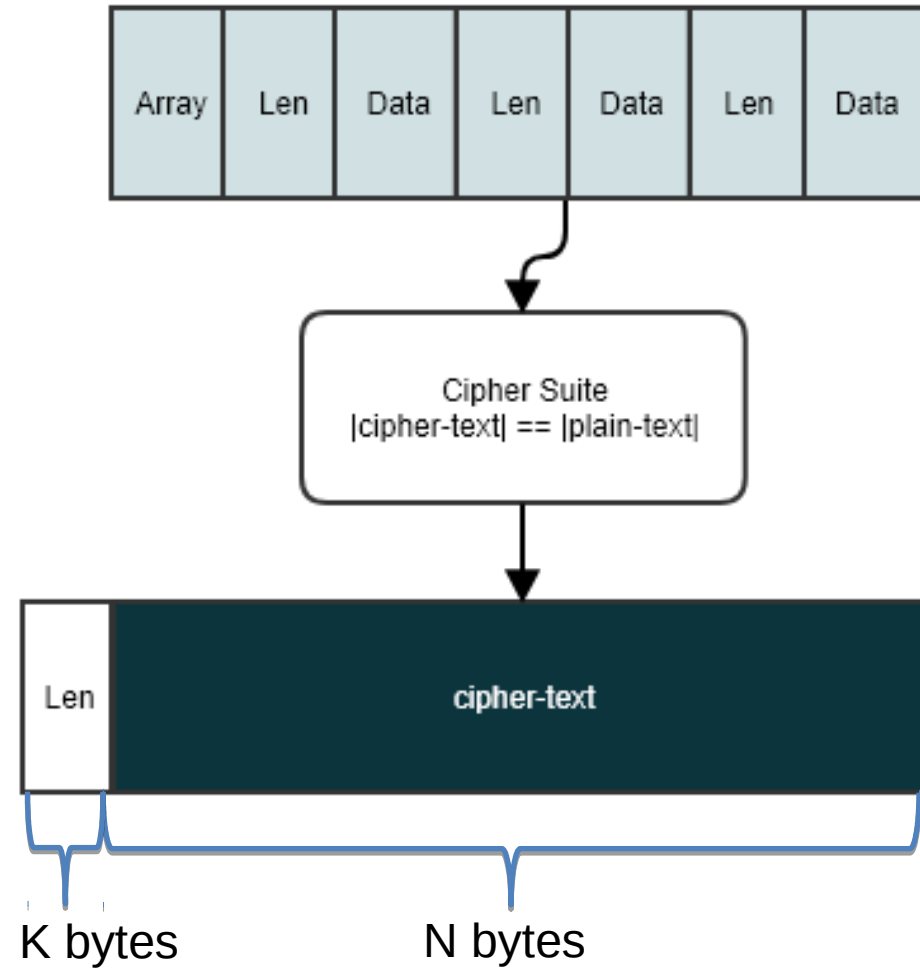 Array Len Data Len Data Len Data
Cipher Suite
|cipher-text| == |plain-text|
Len cipher-text
K bytes N bytes